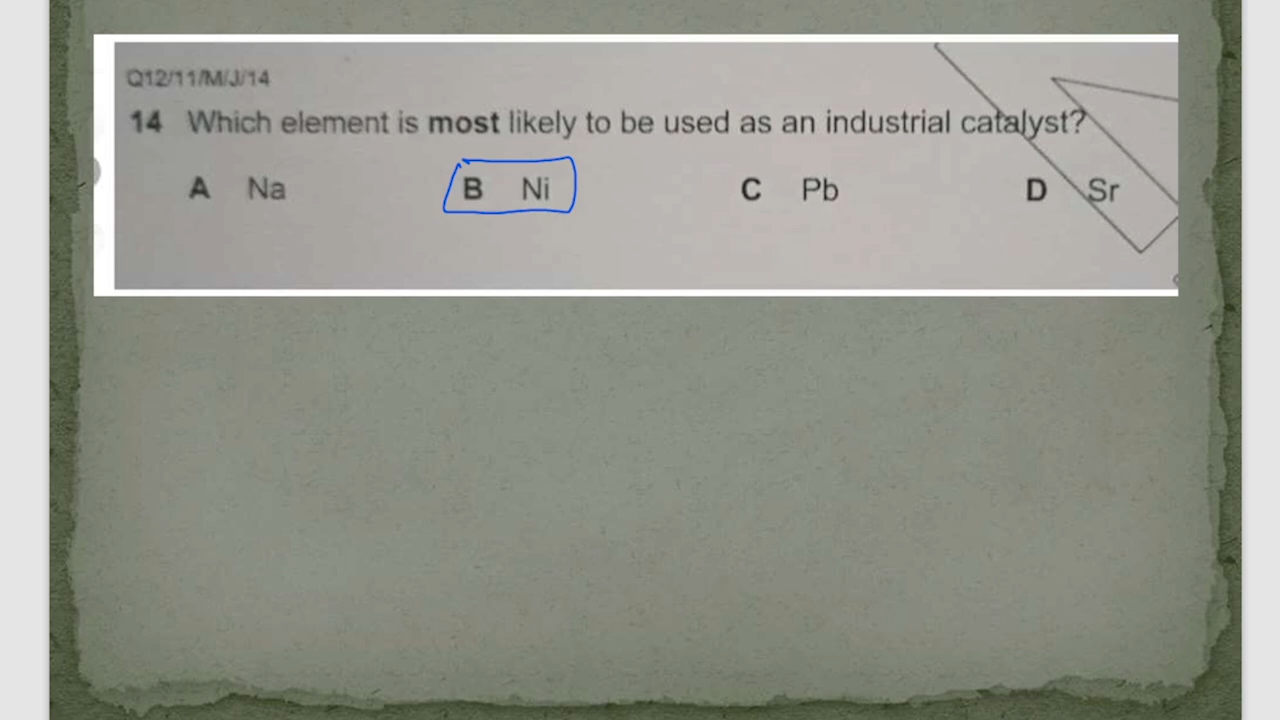 Q12/11/M/J/14
14 Which element is most likely to be used as an industrial catalyst?
A Na B Ni C Pb D Sr